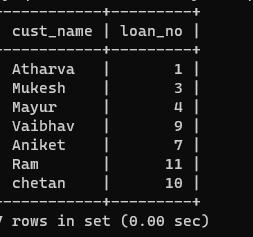 ------------+---------+
cust_name | loan_no |
------------+---------+
Atharva | 1 |
Mukesh | 3 |
Mayur | 4 |
Vaibhav | 9 |
Aniket | 7 |
Ram | 11 |
chetan | 10 |
------------+---------+
7 rows in set (0.00 sec)